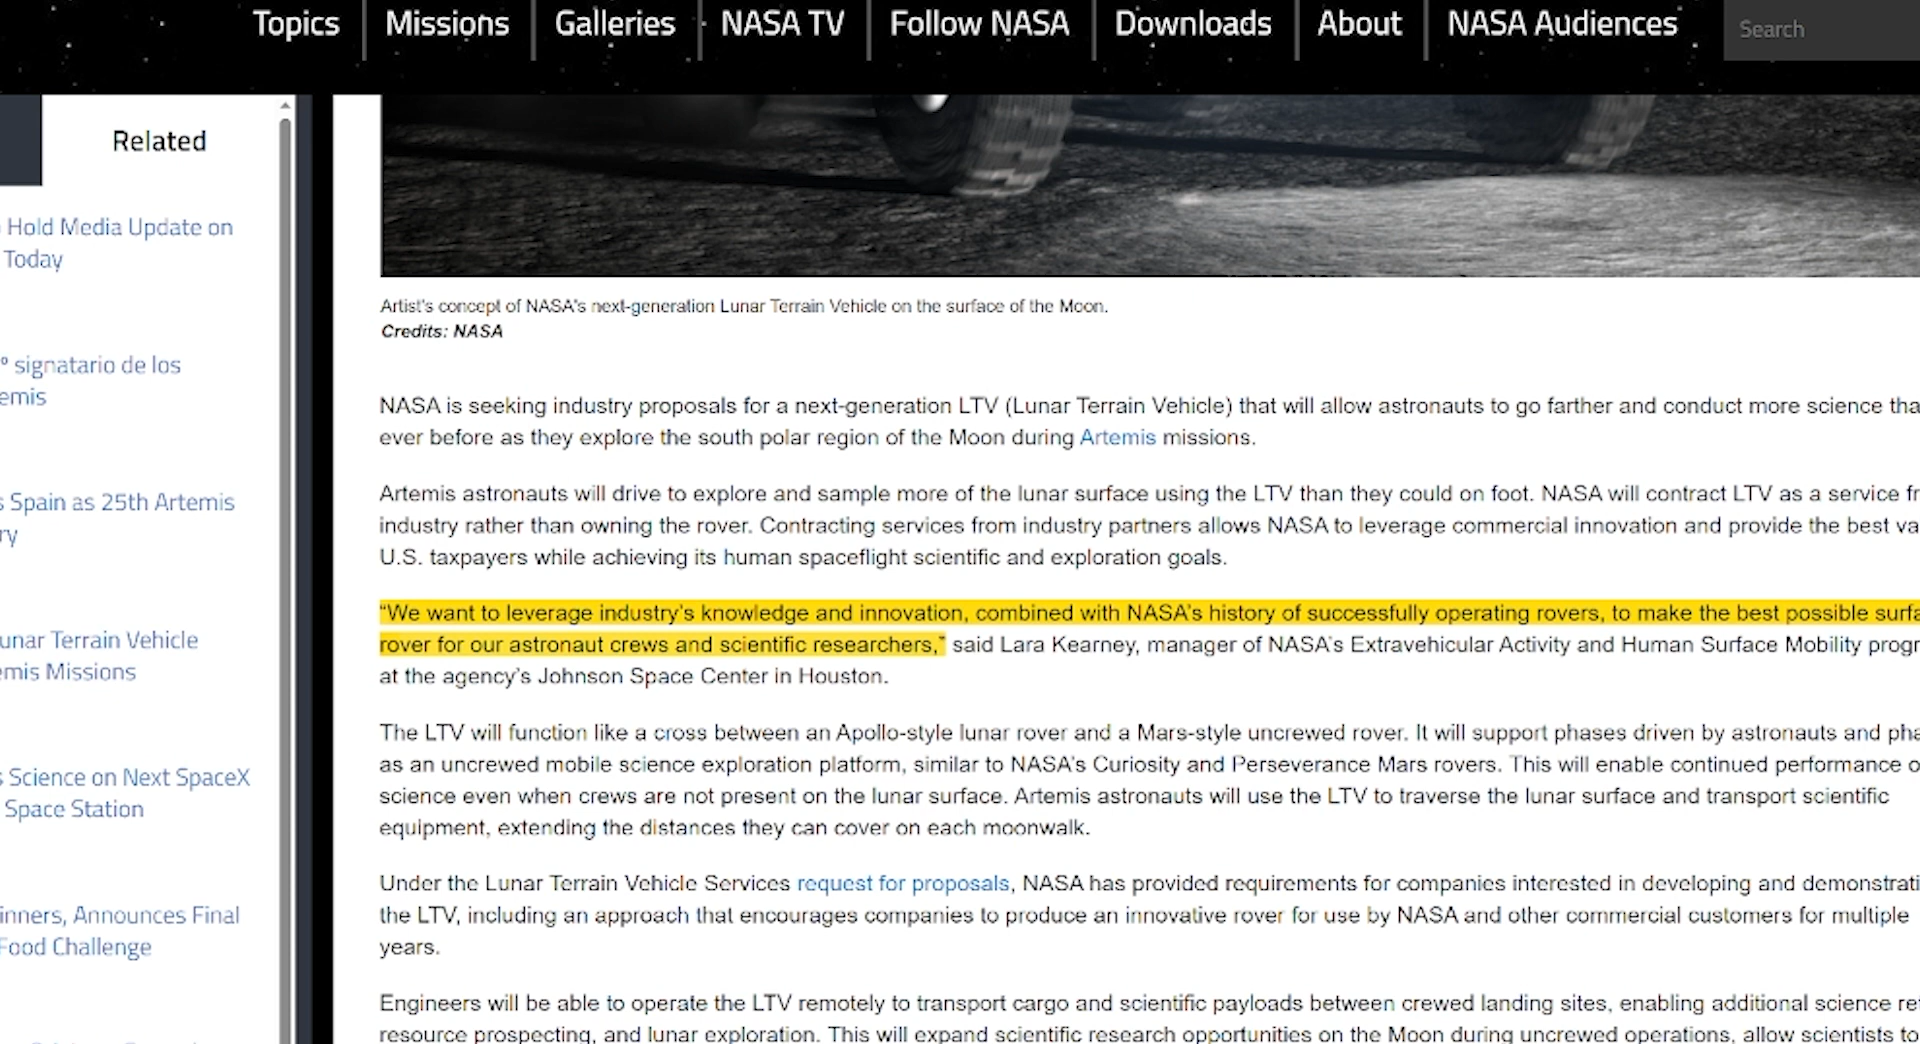 Topics
Missions
Galleries
NASA TV
Follow NASA
Downloads
About
NASA Audiences
Search
Related
Hold Media Update on
Today
º signatario de los
emis
s Spain as 25th Artemis
ry
unar Terrain Vehicle
emis Missions
s Science on Next SpaceX
Space Station
inners, Announces Final
Food Challenge
Artist's concept of NASA's next-generation Lunar Terrain Vehicle on the surface of the Moon.
Credits: NASA
NASA is seeking industry proposals for a next-generation LTV (Lunar Terrain Vehicle) that will allow astronauts to go farther and conduct more science tha
ever before as they explore the south polar region of the Moon during Artemis missions.
Artemis astronauts will drive to explore and sample more of the lunar surface using the LTV than they could on foot. NASA will contract LTV as a service fr
industry rather than owning the rover. Contracting services from industry partners allows NASA to leverage commercial innovation and provide the best va
U.S. taxpayers while achieving its human spaceflight scientific and exploration goals.
“We want to leverage industry’s knowledge and innovation, combined with NASA’s history of successfully operating rovers, to make the best possible surfa
rover for our astronaut crews and scientific researchers,” said Lara Kearney, manager of NASA’s Extravehicular Activity and Human Surface Mobility progr
at the agency’s Johnson Space Center in Houston.
The LTV will function like a cross between an Apollo-style lunar rover and a Mars-style uncrewed rover. It will support phases driven by astronauts and pha
as an uncrewed mobile science exploration platform, similar to NASA’s Curiosity and Perseverance Mars rovers. This will enable continued performance o
science even when crews are not present on the lunar surface. Artemis astronauts will use the LTV to traverse the lunar surface and transport scientific
equipment, extending the distances they can cover on each moonwalk.
Under the Lunar Terrain Vehicle Services request for proposals, NASA has provided requirements for companies interested in developing and demonstrati
the LTV, including an approach that encourages companies to produce an innovative rover for use by NASA and other commercial customers for multiple
years.
Engineers will be able to operate the LTV remotely to transport cargo and scientific payloads between crewed landing sites, enabling additional science ret
resource prospecting, and lunar exploration. This will expand scientific research opportunities on the Moon during uncrewed operations, allow scientists to